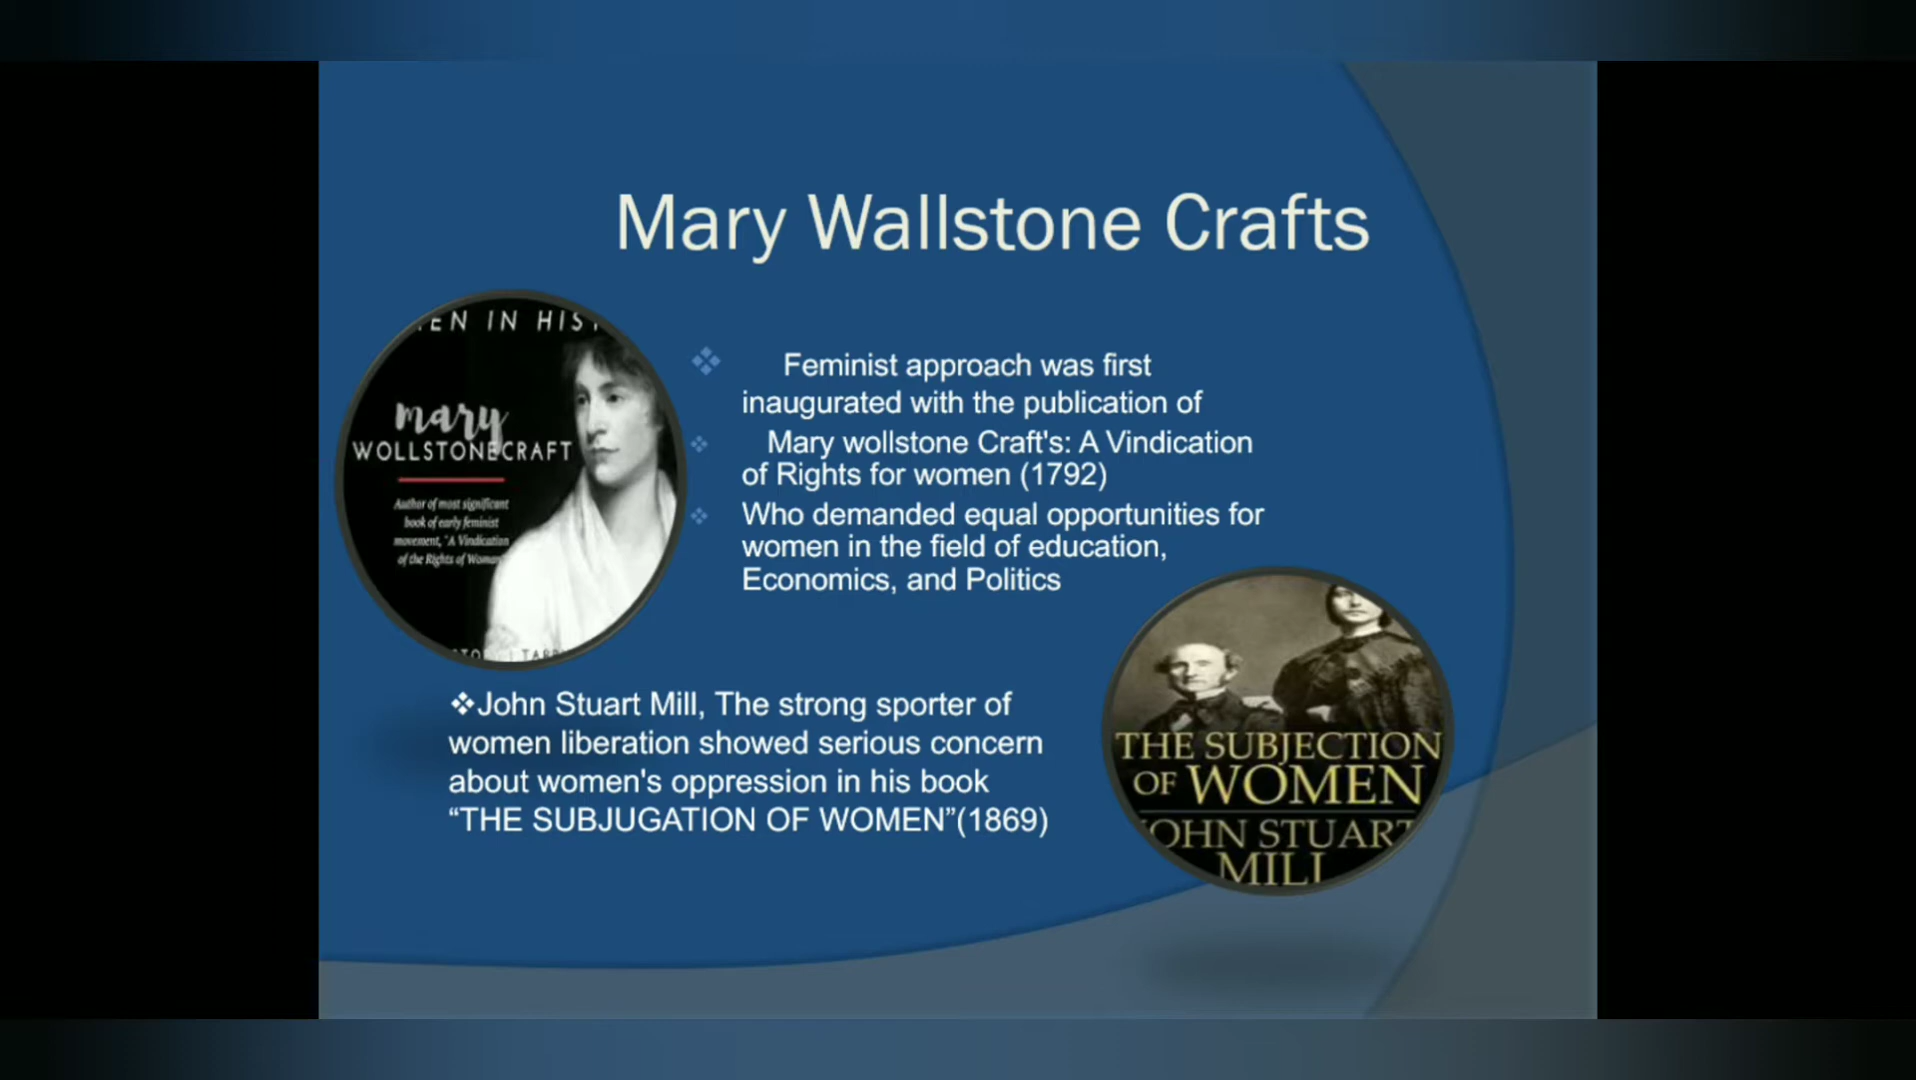 Mary Wallstone Crafts
EN IN HIS
mary
WOLLSTONECRAFT
Author of most significant
book of early feminist
movement, "A Vindication
of the Rights of Woman"
Feminist approach was first
inaugurated with the publication of
Mary wollstone Craft's: A Vindication
of Rights for women (1792)
Who demanded equal opportunities for
women in the field of education,
Economics, and Politics
❖John Stuart Mill, The strong sporter of
women liberation showed serious concern
about women's oppression in his book
“THE SUBJUGATION OF WOMEN”(1869)
THE SUBJECTION
OF WOMEN
OHN STUART
MILL